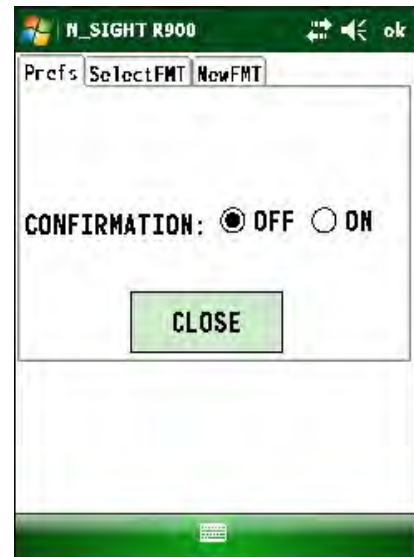 N_SIGHT R900 ok
Prefs SelectFMT NewFMT
CONFIRMATION: OFF ON
CLOSE